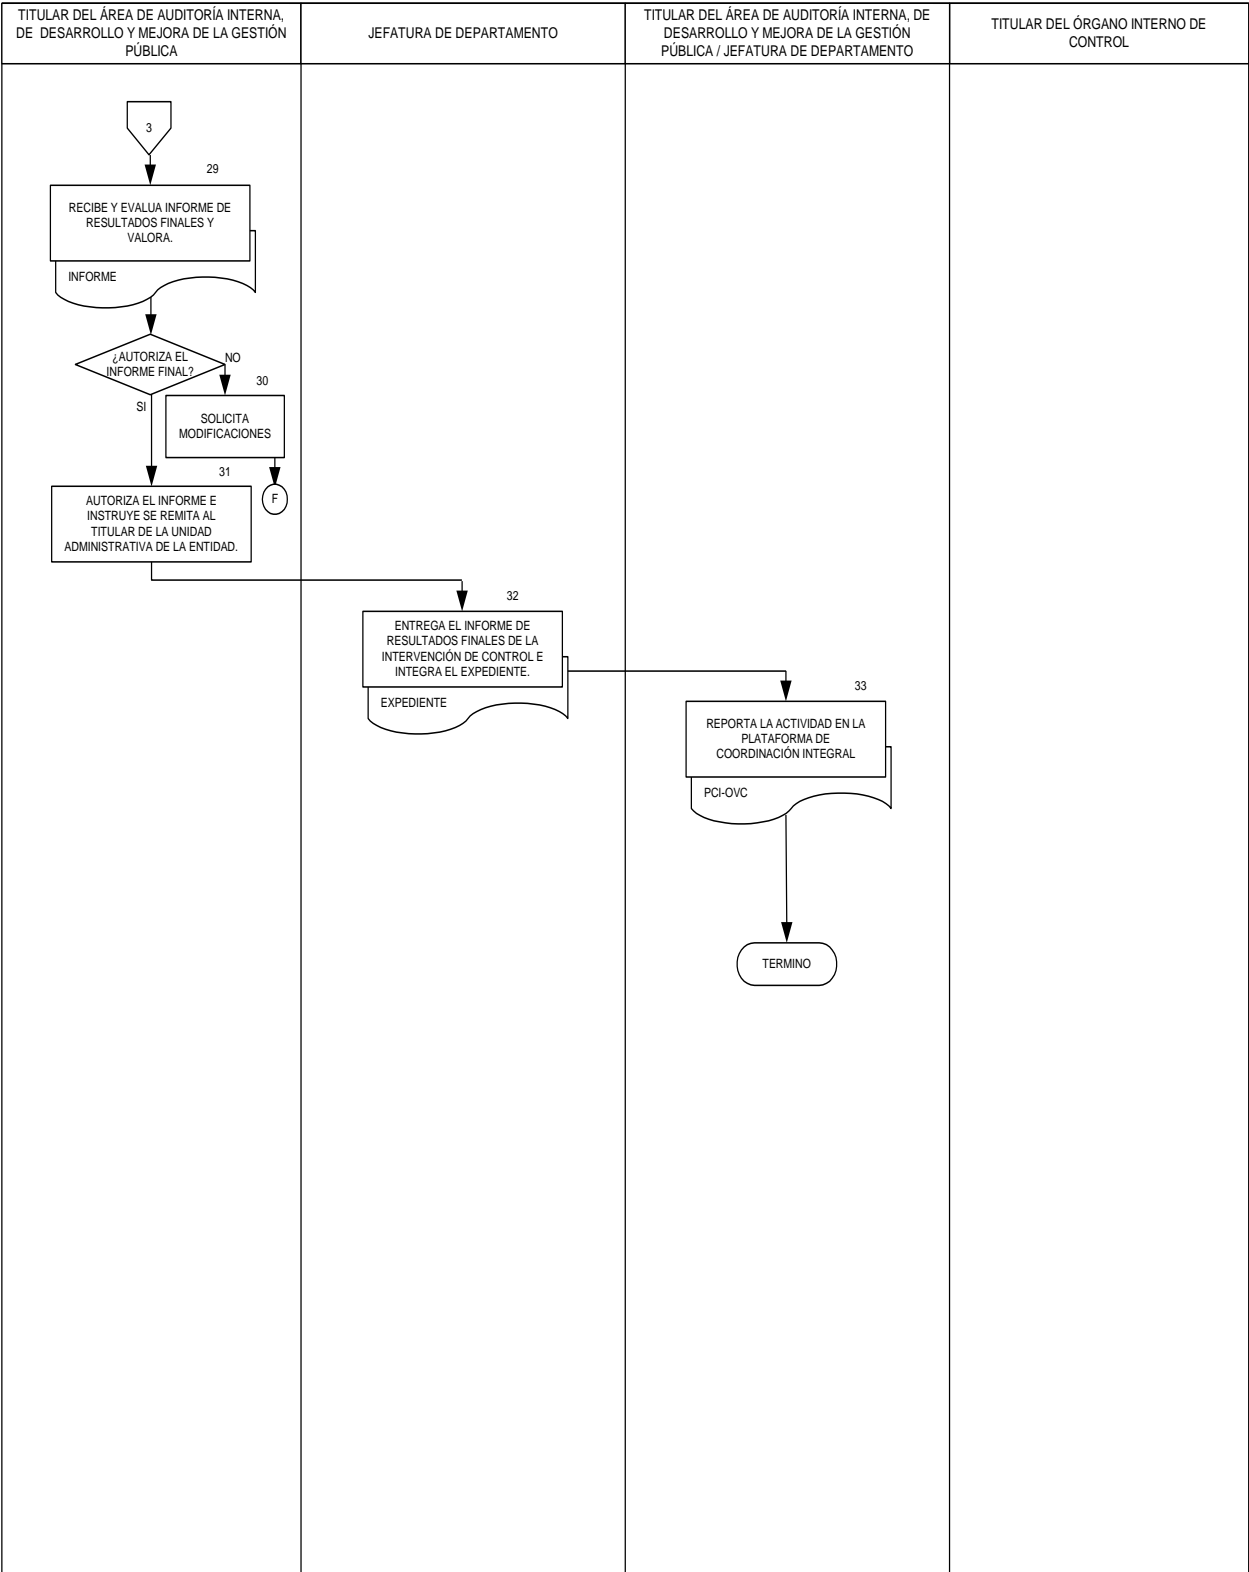 TITULAR DEL ÁREA DE AUDITORÍA INTERNA,
DE DESARROLLO Y MEJORA DE LA GESTIÓN
PÚBLICA
JEFATURA DE DEPARTAMENTO
TITULAR DEL ÁREA DE AUDITORÍA INTERNA, DE
DESARROLLO Y MEJORA DE LA GESTIÓN
PÚBLICA / JEFATURA DE DEPARTAMENTO
TITULAR DEL ÓRGANO INTERNO DE
CONTROL
3
29
RECIBE Y EVALUA INFORME DE
RESULTADOS FINALES Y
VALORA.
INFORME
¿AUTORIZA EL
INFORME FINAL?
NO
30
SI
SOLICITA
MODIFICACIONES
31
F
AUTORIZA EL INFORME E
INSTRUYE SE REMITA AL
TITULAR DE LA UNIDAD
ADMINISTRATIVA DE LA ENTIDAD.
32
ENTREGA EL INFORME DE
RESULTADOS FINALES DE LA
INTERVENCIÓN DE CONTROL E
INTEGRA EL EXPEDIENTE.
EXPEDIENTE
33
REPORTA LA ACTIVIDAD EN LA
PLATAFORMA DE
COORDINACIÓN INTEGRAL
PCI-OVC
TERMINO